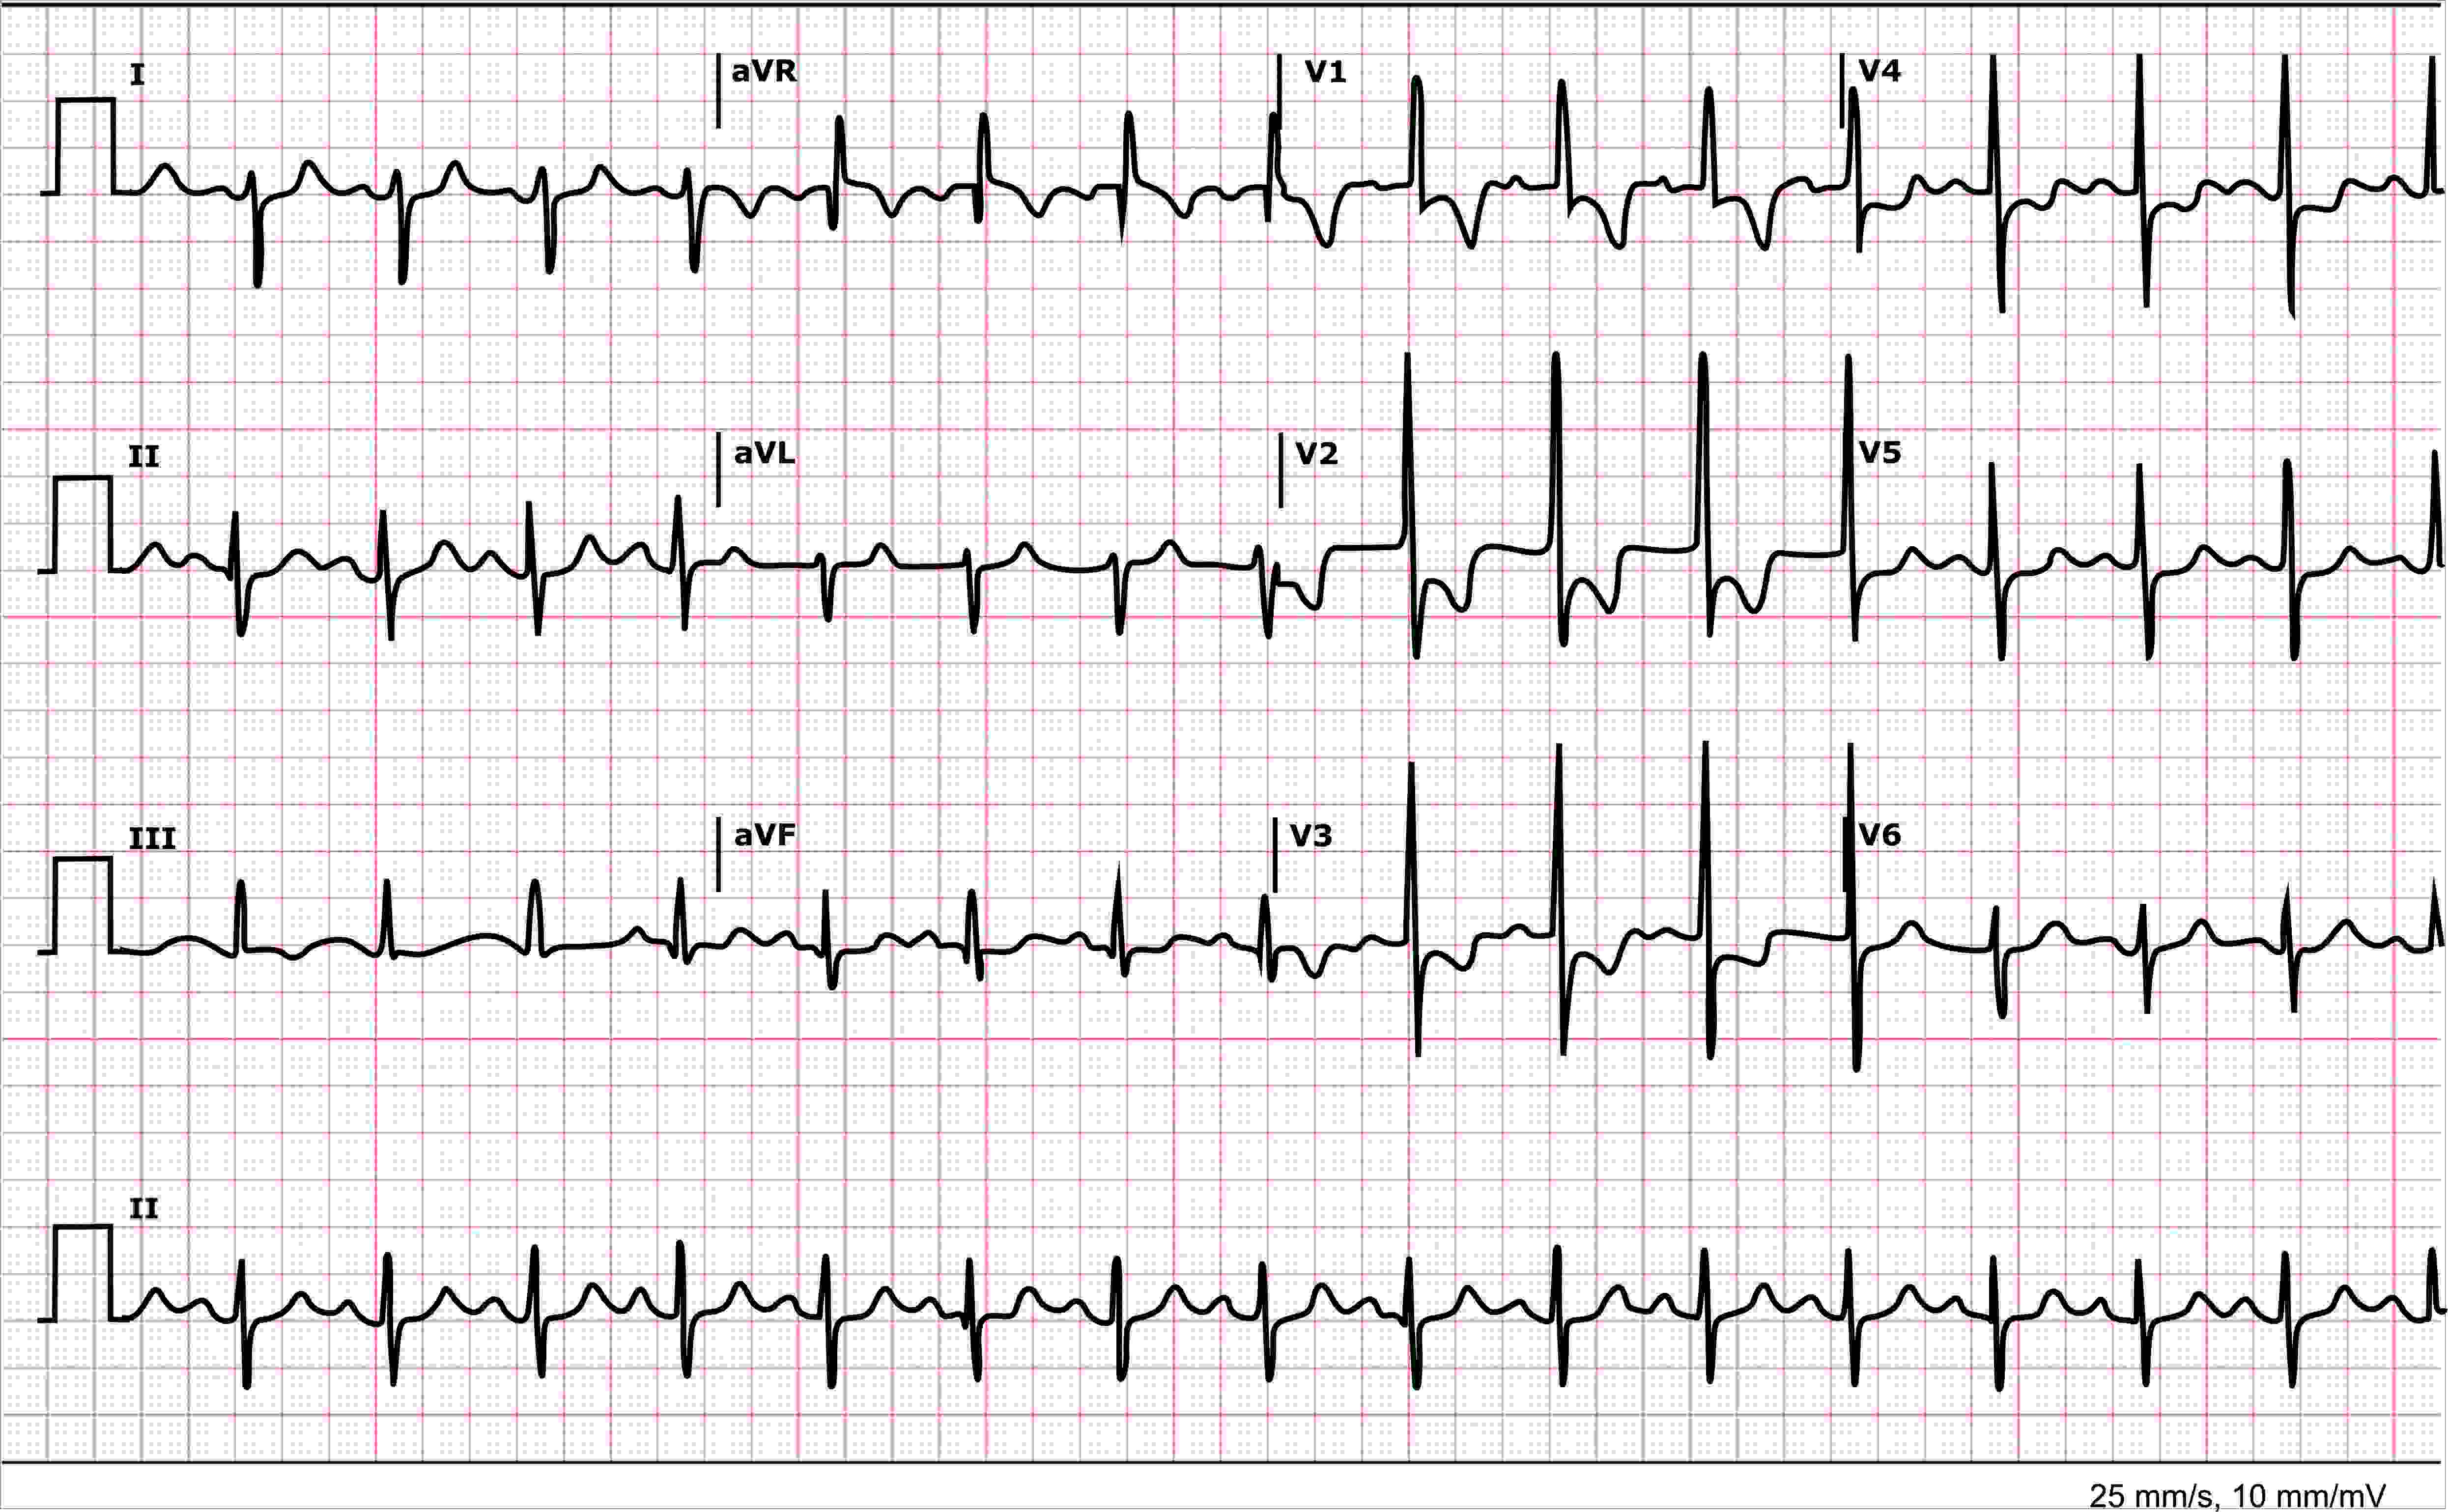 I aVR V1 V4
II aVL V2 V5
III aVF V3 V6
II
25 mm/s, 10 mm/mV